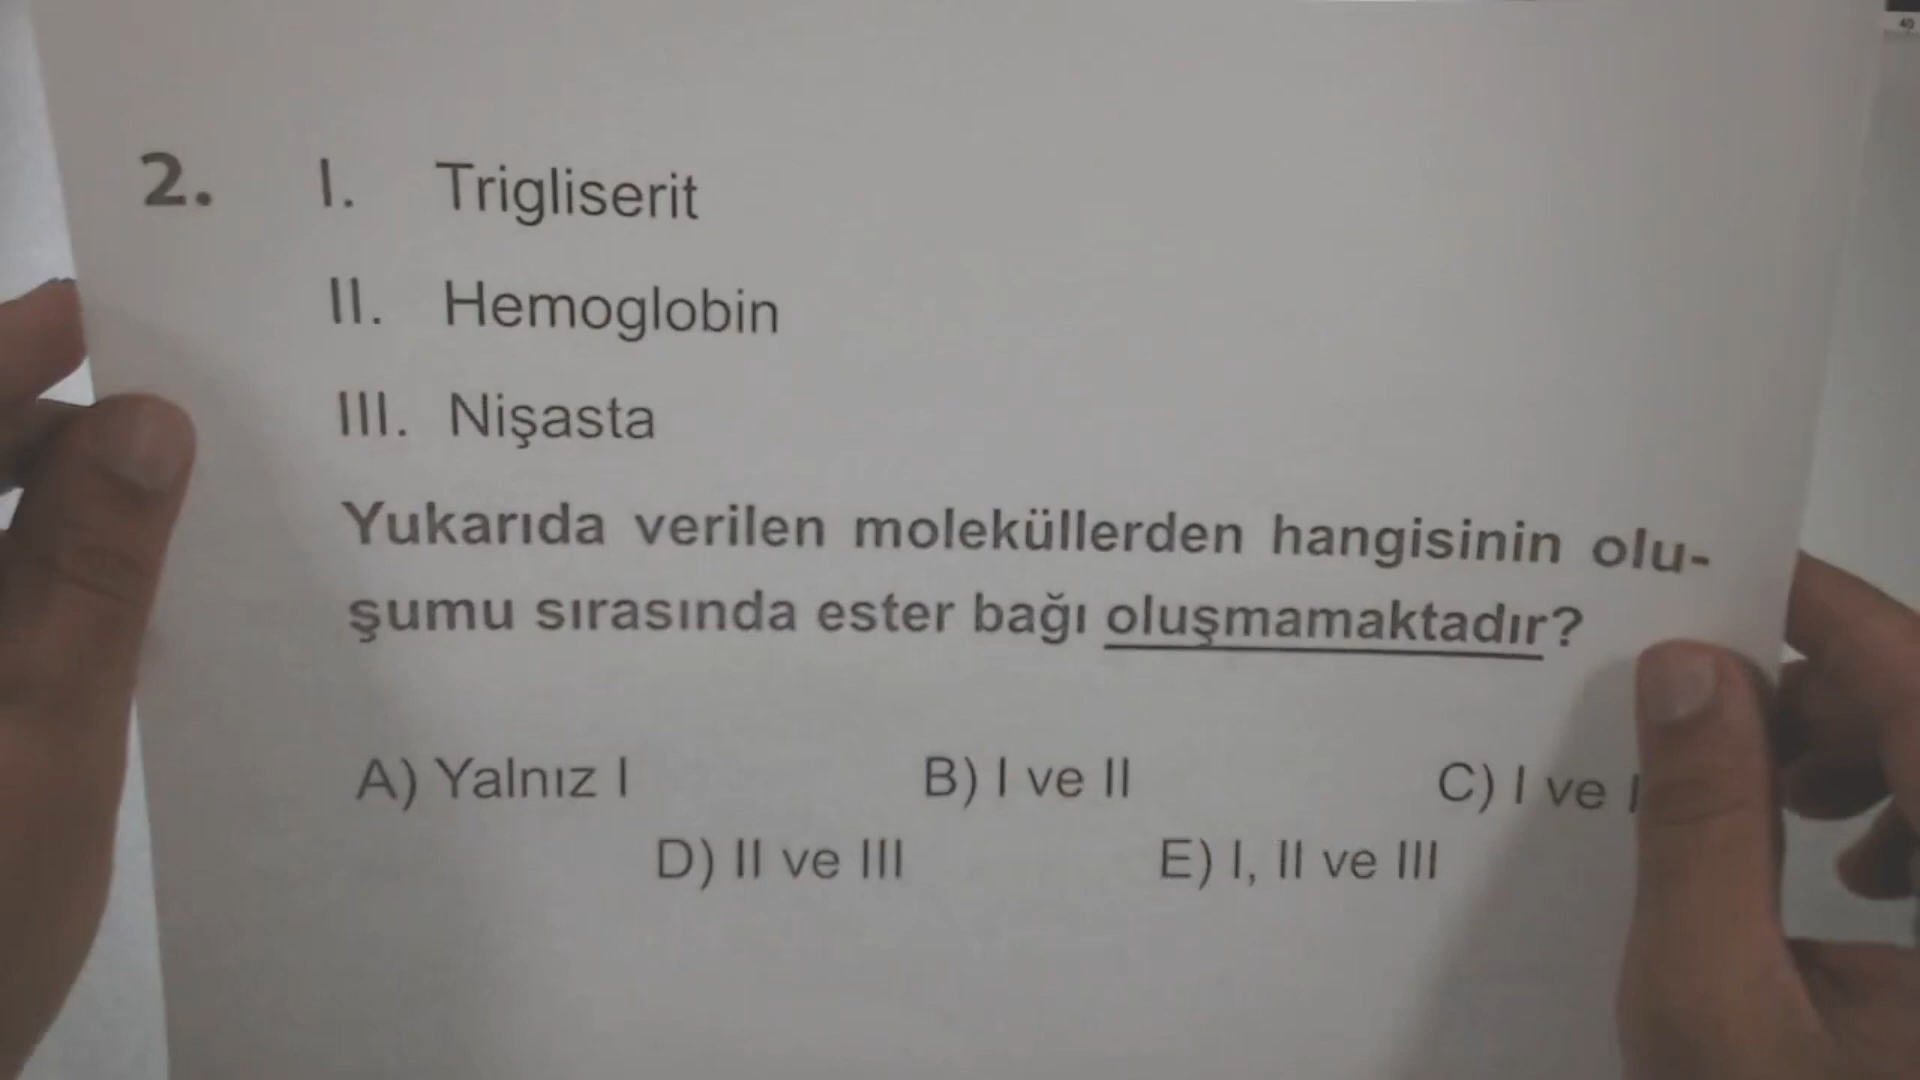 2. I. Trigliserit
II. Hemoglobin
III. Nişasta
Yukarıda verilen moleküllerden hangisinin olu-
şumu sırasında ester bağı oluşmamaktadır?
A) Yalnız I B) I ve II C) I ve
D) II ve III E) I, II ve III